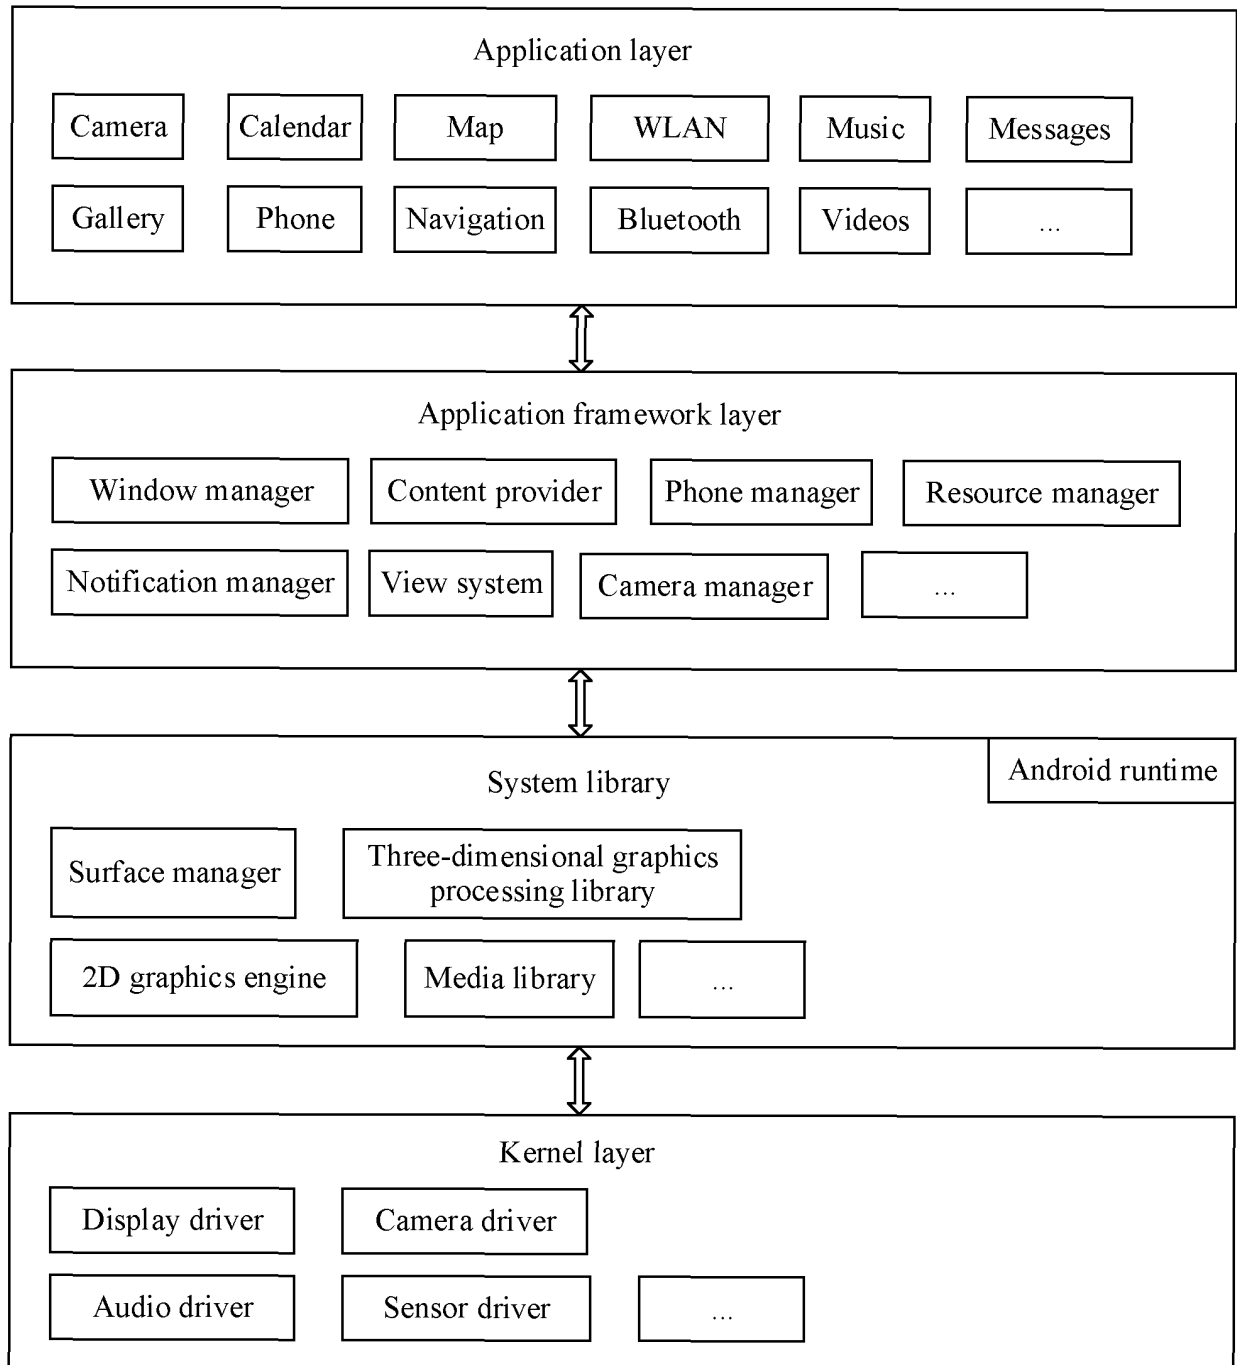 Application layer
Camera
Calendar
Map
WLAN
Music
Messages
Gallery
Phone
Navigation
Bluetooth
Videos
...
Application framework layer
Window manager
Content provider
Phone manager
Resource manager
Notification manager
View system
Camera manager
...
System library
Android runtime
Surface manager
Three-dimensional graphics
processing library
2D graphics engine
Media library
...
Kernel layer
Display driver
Camera driver
Audio driver
Sensor driver
...